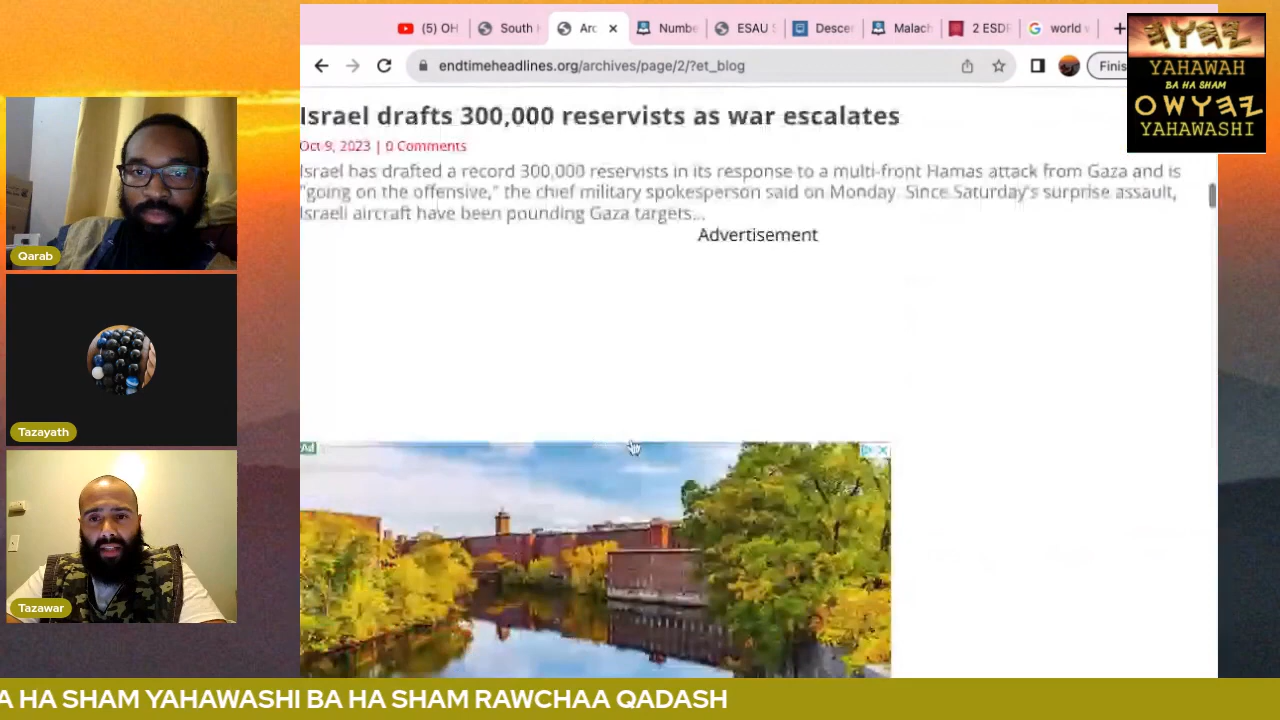 (5) OH
South
Arc
Numbe
ESAU S
Desce
Malach
2 ESDF
world w
endtimeheadlines.org/archives/page/2/?et_blog
Finis
YAHAWAH
BA HA SHAM
YAHAWASHI
Israel drafts 300,000 reservists as war escalates
Oct 9, 2023 | 0 Comments
Israel has drafted a record 300,000 reservists in its response to a multi-front Hamas attack from Gaza and is
"going on the offensive," the chief military spokesperson said on Monday. Since Saturday's surprise assault,
Israeli aircraft have been pounding Gaza targets...
Advertisement
Ad
Qarab
Tazayath
Tazawar
A HA SHAM YAHAWASHI BA HA SHAM RAWCHAA QADASH